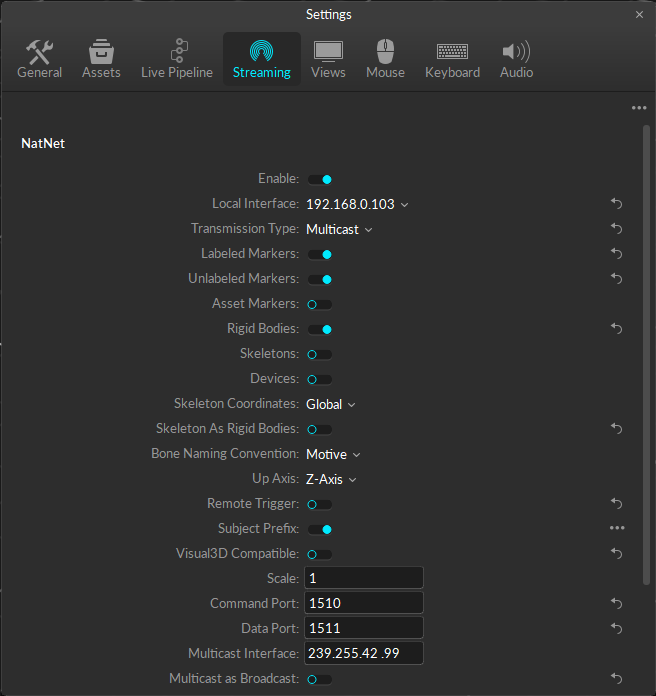 Settings
General Assets Live Pipeline Streaming Views Mouse Keyboard Audio
NatNet
Enable:
Local Interface: 192.168.0.103
Transmission Type: Multicast
Labeled Markers:
Unlabeled Markers:
Asset Markers:
Rigid Bodies:
Skeletons:
Devices:
Skeleton Coordinates: Global
Skeleton As Rigid Bodies:
Bone Naming Convention: Motive
Up Axis: Z-Axis
Remote Trigger:
Subject Prefix:
Visual3D Compatible:
Scale: 1
Command Port: 1510
Data Port: 1511
Multicast Interface: 239.255.42 .99
Multicast as Broadcast: